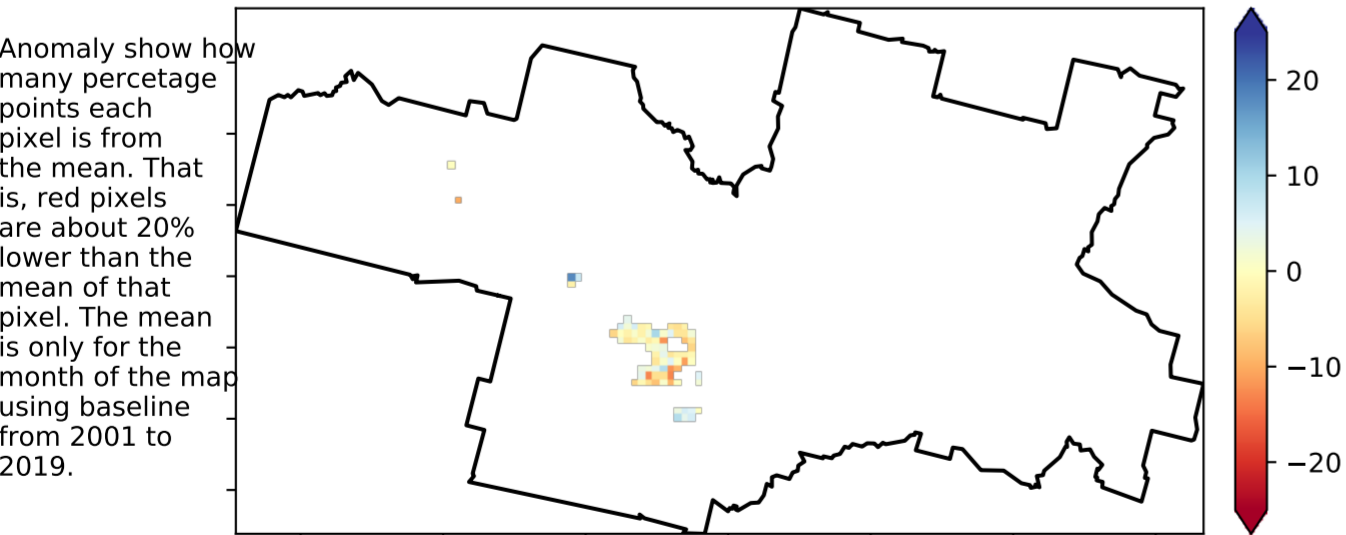 Anomaly show how
many percetage
points each
pixel is from
the mean. That
is, red pixels
are about 20%
lower than the
mean of that
pixel. The mean
is only for the
month of the map
using baseline
from 2001 to
2019.
20
10
0
−10
−20